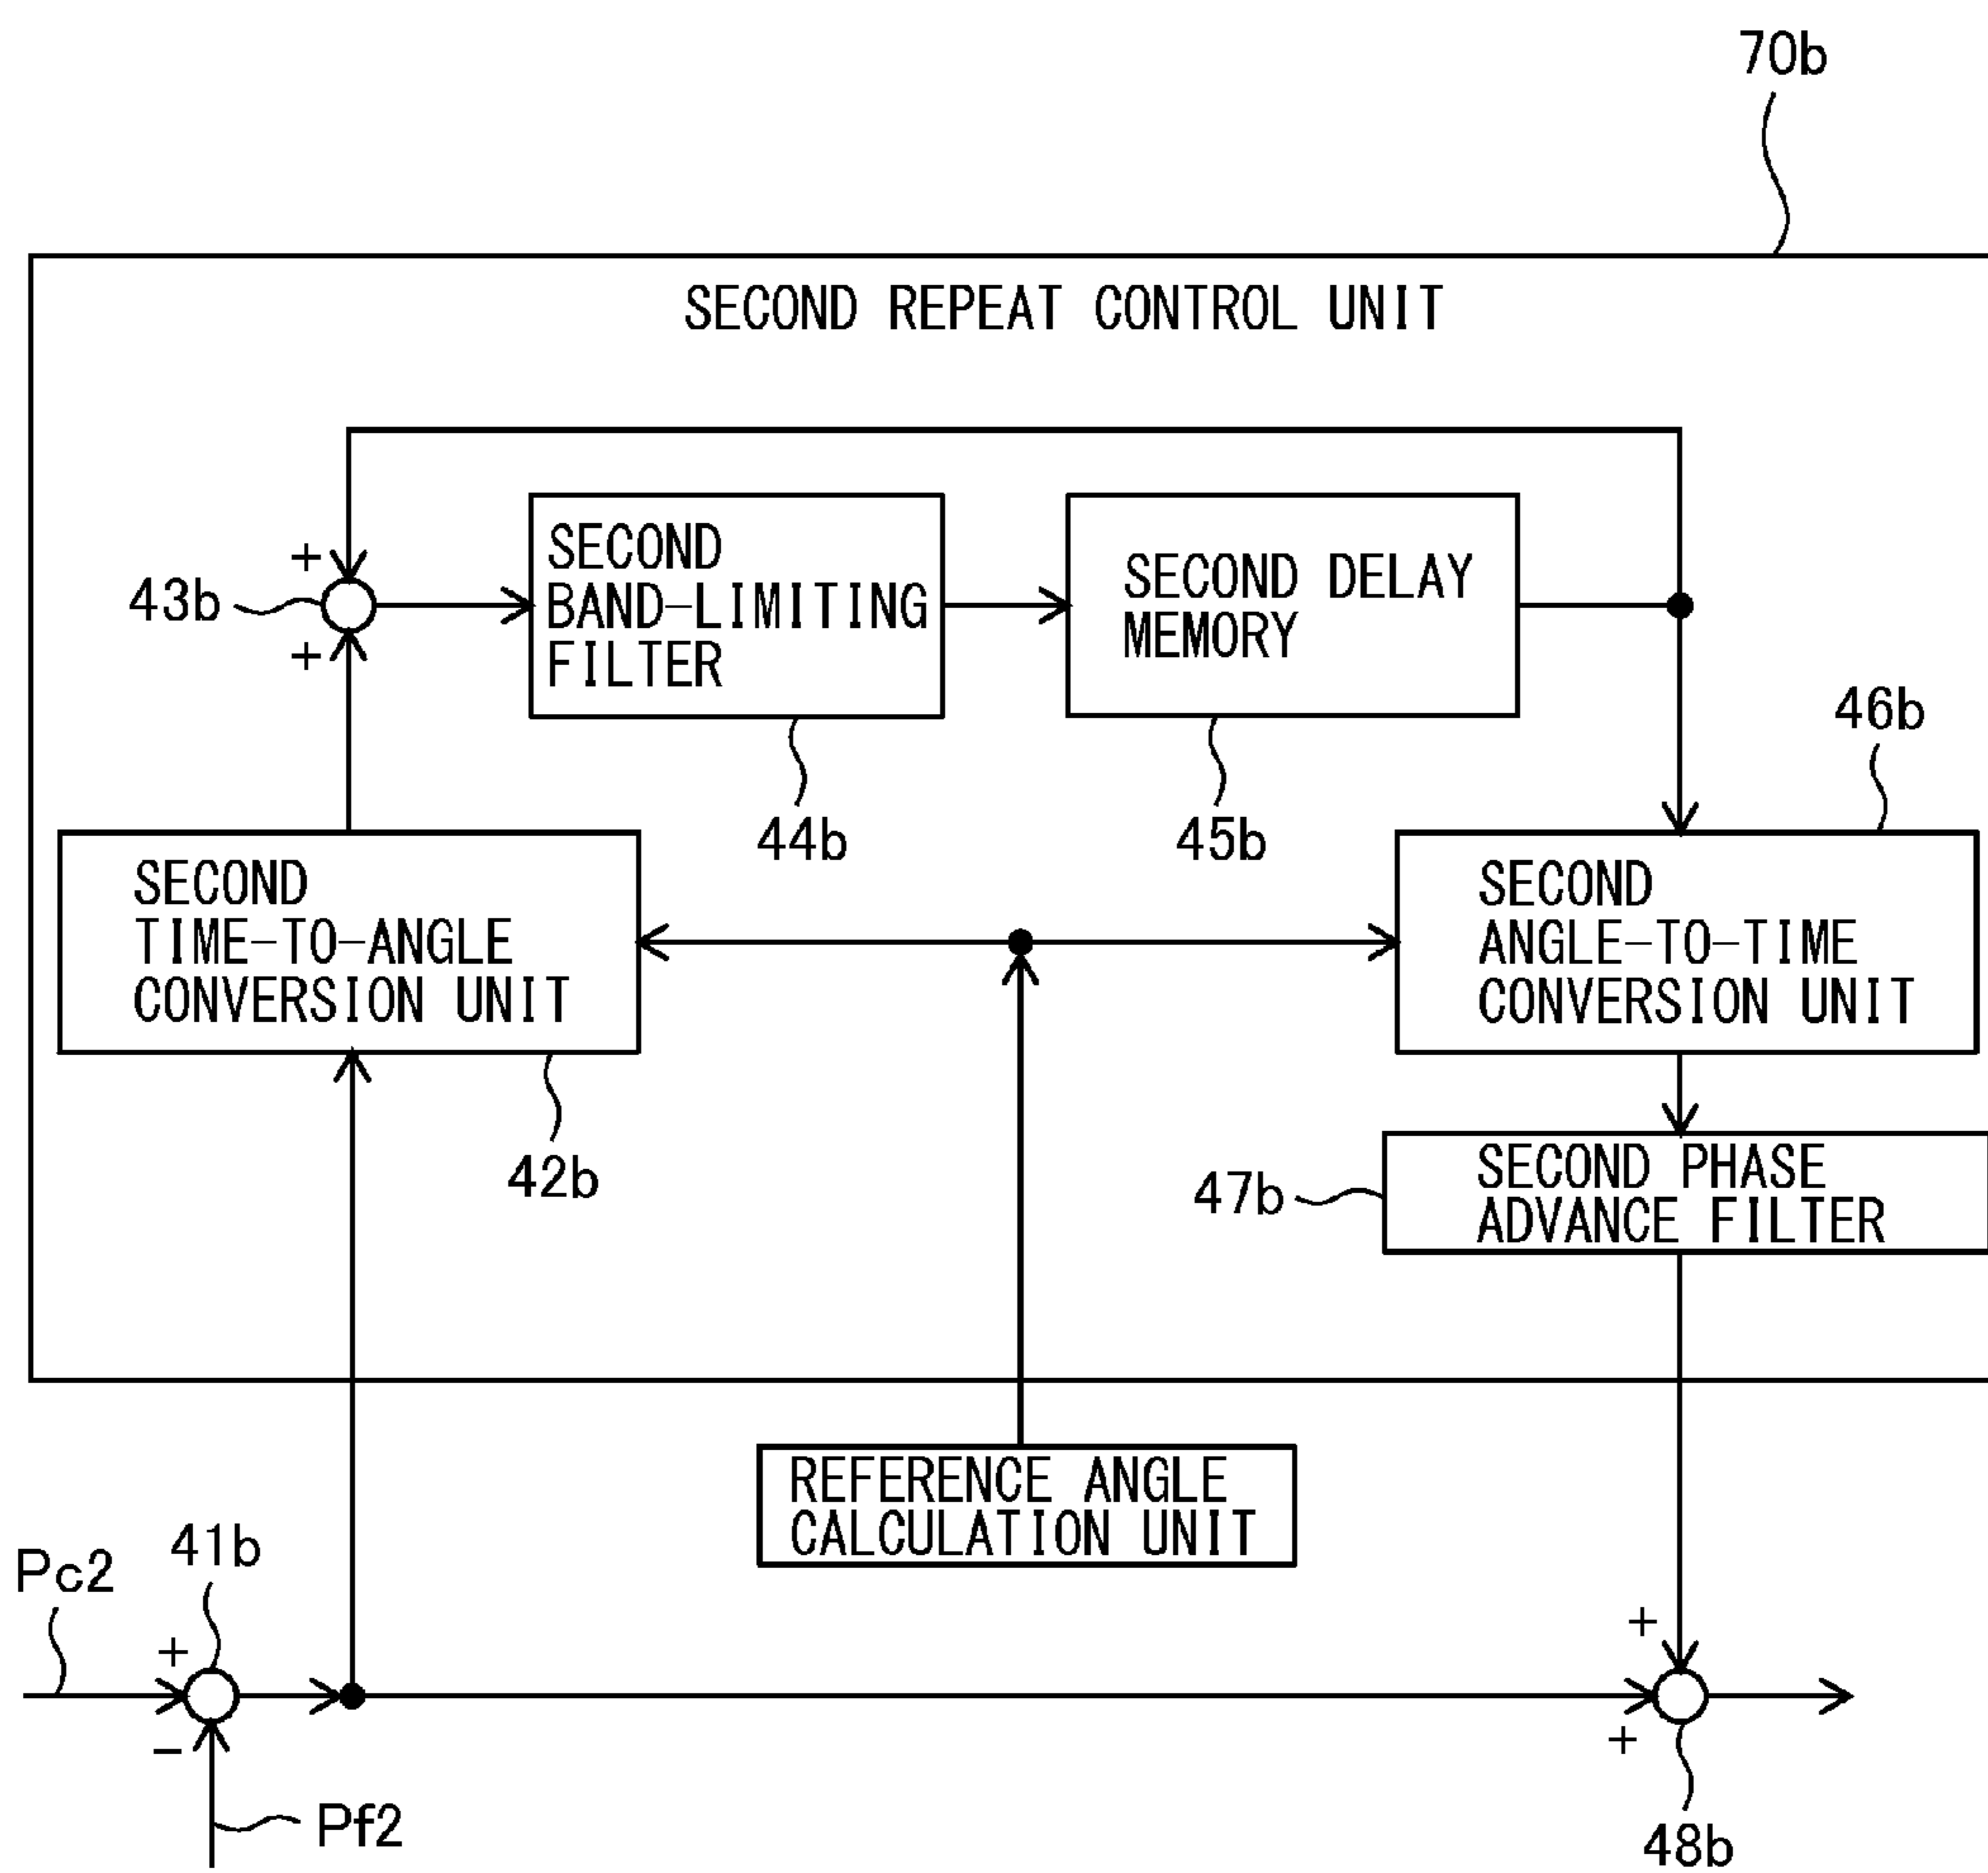 70b
SECOND REPEAT CONTROL UNIT
+
43b
+
SECOND
BAND-LIMITING
FILTER
SECOND DELAY
MEMORY
44b
45b
46b
SECOND
TIME-TO-ANGLE
CONVERSION UNIT
SECOND
ANGLE-TO-TIME
CONVERSION UNIT
42b
47b
SECOND PHASE
ADVANCE FILTER
REFERENCE ANGLE
CALCULATION UNIT
Pc2
41b
+
-
Pf2
+
+
48b